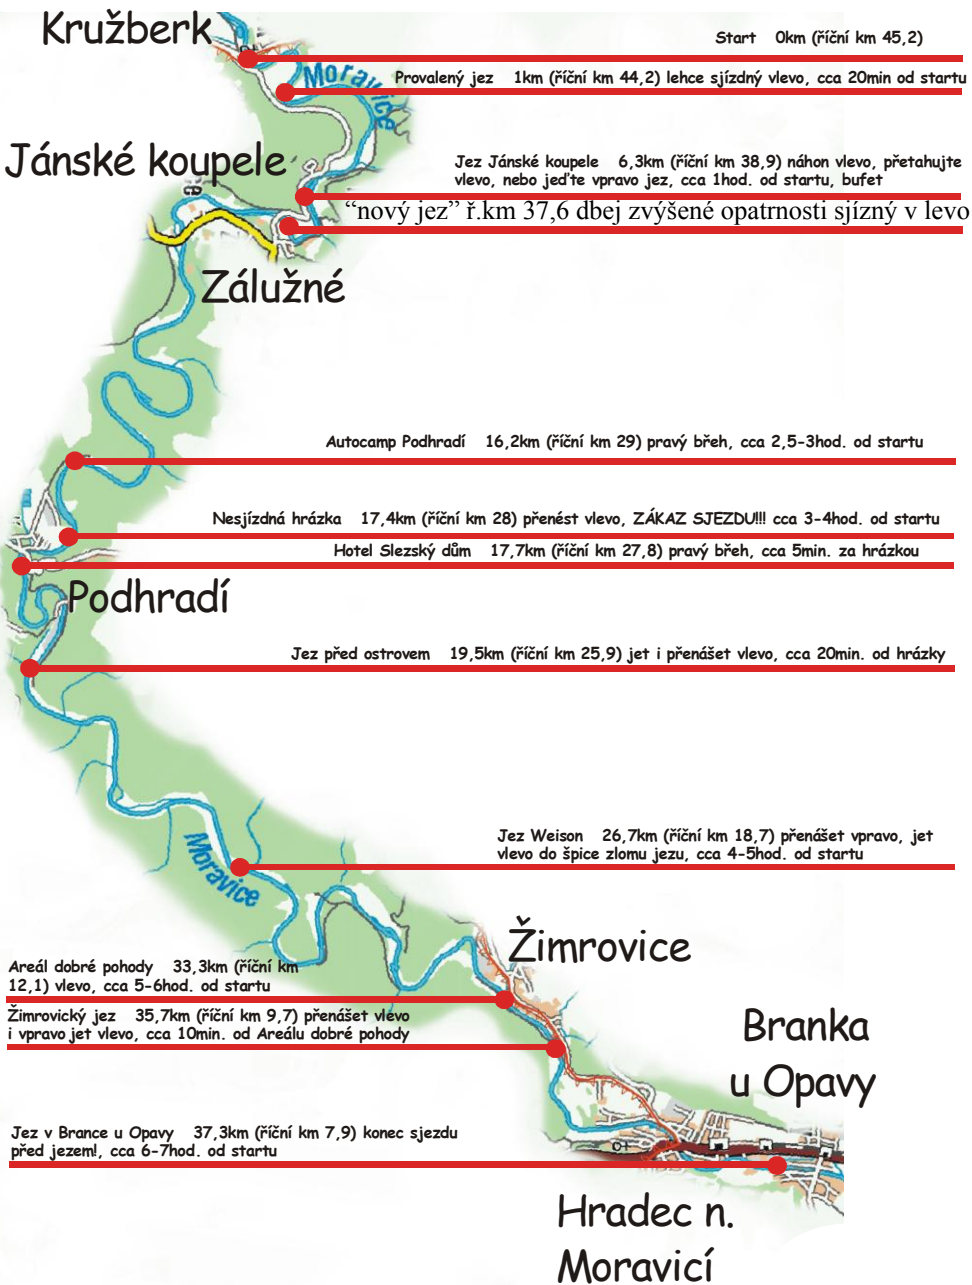 Kružberk
Start 0km (říční km 45,2)
Moravice
Provalený jez 1km (říční km 44,2) lehce sjízdný vlevo, cca 20min od startu
Jánské koupele
Jez Jánské koupele 6,3km (říční km 38,9) náhon vlevo, přetahujte
vlevo, nebo jeďte vpravo jez, cca 1hod. od startu, bufet
“nový jez” ř.km 37,6 dbej zvýšené opatrnosti sjízný v levo
Zálužné
Autocamp Podhradí 16,2km (říční km 29) pravý břeh, cca 2,5-3hod. od startu
Nesjízdná hrázka 17,4km (říční km 28) přenést vlevo, ZÁKAZ SJEZDU!!! cca 3-4hod. od startu
Hotel Slezský dům 17,7km (říční km 27,8) pravý břeh, cca 5min. za hrázkou
Podhradí
Jez před ostrovem 19,5km (říční km 25,9) jet i přenášet vlevo, cca 20min. od hrázky
Jez Weison 26,7km (říční km 18,7) přenášet vpravo, jet
vlevo do špice zlomu jezu, cca 4-5hod. od startu
Moravice
Žimrovice
Areál dobré pohody 33,3km (říční km
12,1) vlevo, cca 5-6hod. od startu
Žimrovický jez 35,7km (říční km 9,7) přenášet vlevo
i vpravo jet vlevo, cca 10min. od Areálu dobré pohody
Branka
u Opavy
Jez v Brance u Opavy 37,3km (říční km 7,9) konec sjezdu
před jezem!, cca 6-7hod. od startu
Hradec n.
Moravicí